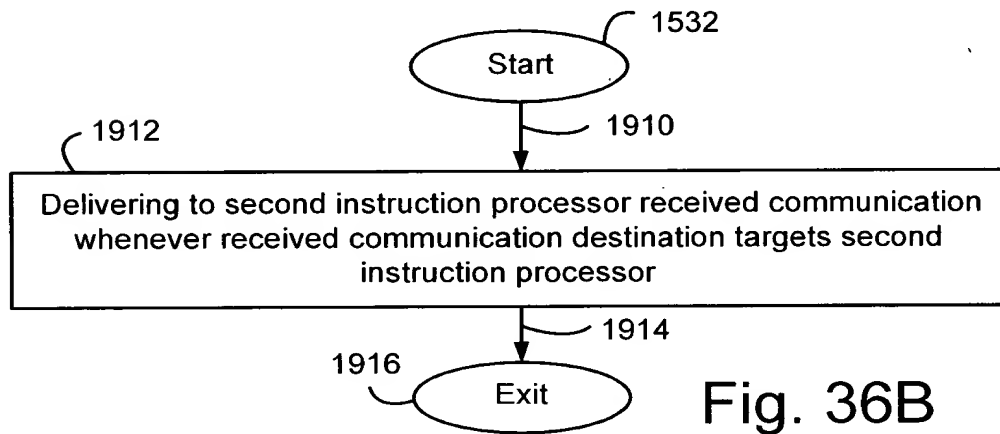 1532
Start
1910
1912
Delivering to second instruction processor received communication
whenever received communication destination targets second
instruction processor
1914
1916
Exit
Fig. 36B